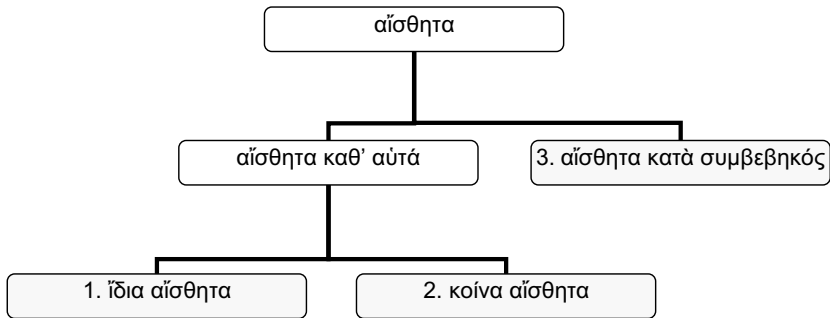 αἴσθητα
αἴσθητα καθ’ αὑτά
3. αἴσθητα κατὰ συμβεβηκός
1. ἴδια αἴσθητα
2. κοίνα αἴσθητα